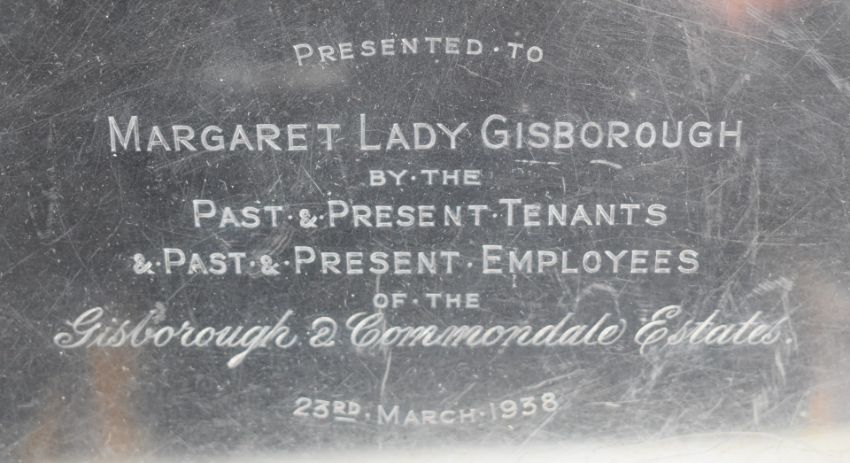 PRESENTED · TO
MARGARET LADY GISBOROUGH
BY · THE
PAST · & · PRESENT · TENANTS
& · PAST · & · PRESENT · EMPLOYEES
OF · THE
Gisborough & Commondale Estates.
23RD · MARCH · 1938